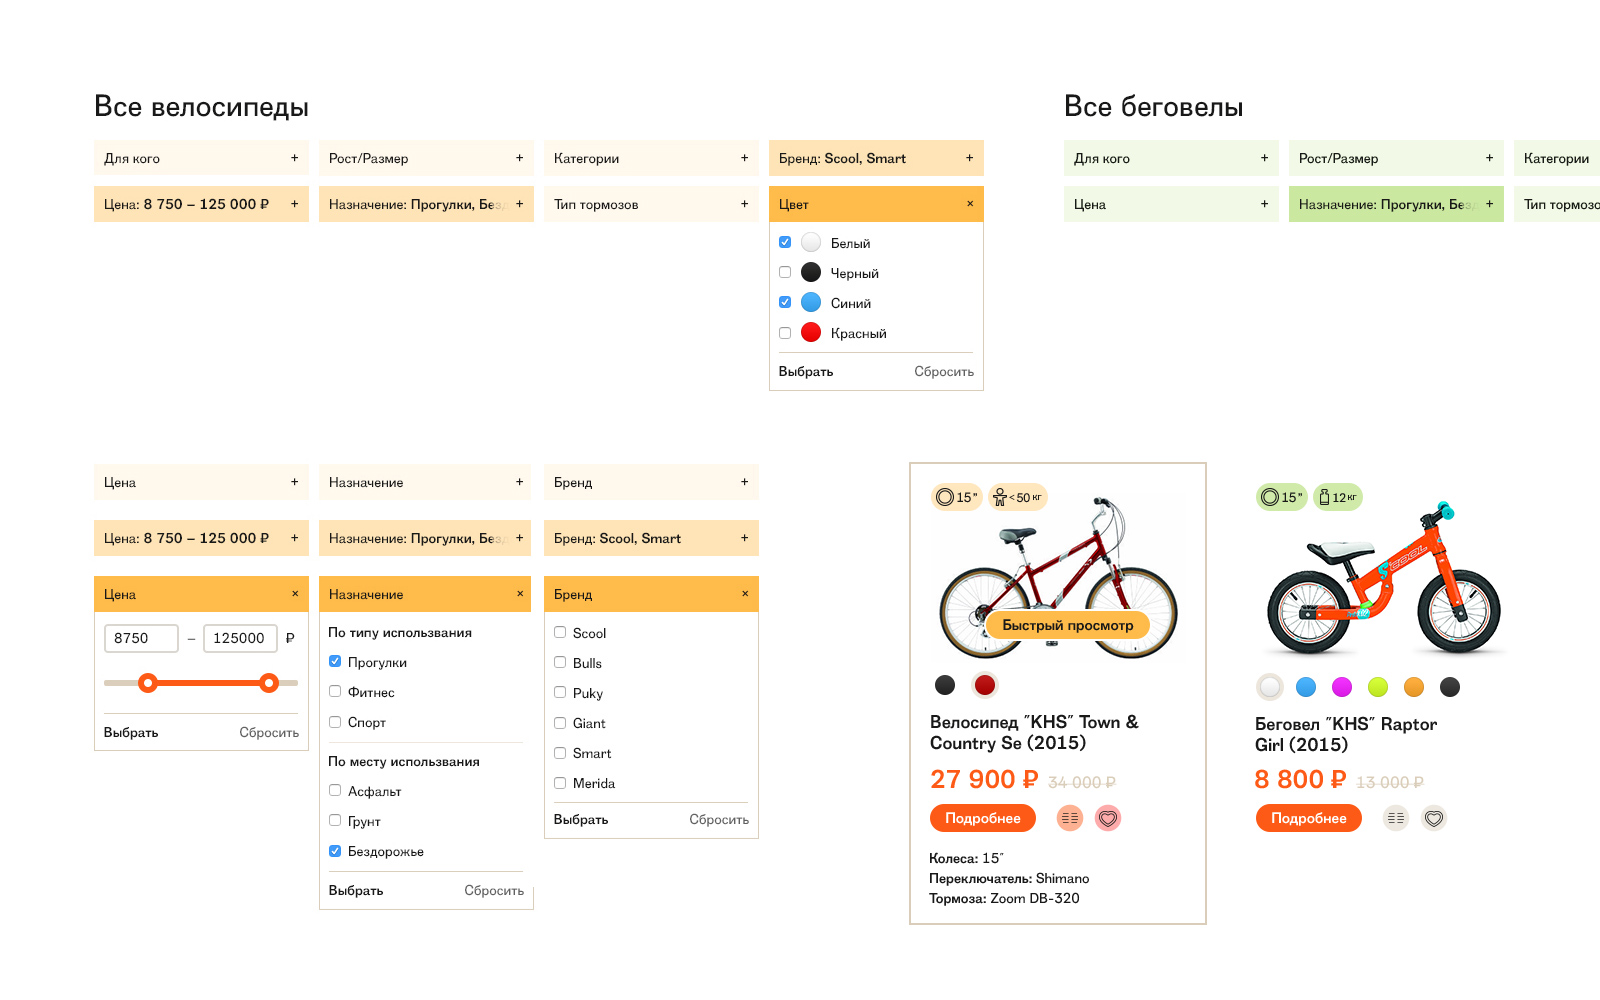 Все велосипеды
Для кого +
Рост/Размер +
Категории +
Бренд: Scool, Smart +
Цена: 8 750 – 125 000 ₽ +
Назначение: Прогулки, Без +
Тип тормозов +
Цвет ×
Белый
Черный
Синий
Красный
Выбрать Сбросить
Все беговелы
Для кого +
Рост/Размер +
Категории
Цена +
Назначение: Прогулки, Без +
Тип тормозо
Цена +
Назначение +
Бренд +
Цена: 8 750 – 125 000 ₽ +
Назначение: Прогулки, Без +
Бренд: Scool, Smart +
Цена ×
8750 – 125000 ₽
Выбрать Сбросить
Назначение ×
По типу использвания
Прогулки
Фитнес
Спорт
По месту использвания
Асфальт
Грунт
Бездорожье
Выбрать Сбросить
Бренд ×
Scool
Bulls
Puky
Giant
Smart
Merida
Выбрать Сбросить
15” <50 кг
Быстрый просмотр
Велосипед ˝KHS˝ Town &
Country Se (2015)
27 900 ₽ 34 000 ₽
Подробнее
Колеса: 15˝
Переключатель: Shimano
Тормоза: Zoom DB-320
15” 12 кг
COOL
Беговел ˝KHS˝ Raptor
Girl (2015)
8 800 ₽ 13 000 ₽
Подробнее